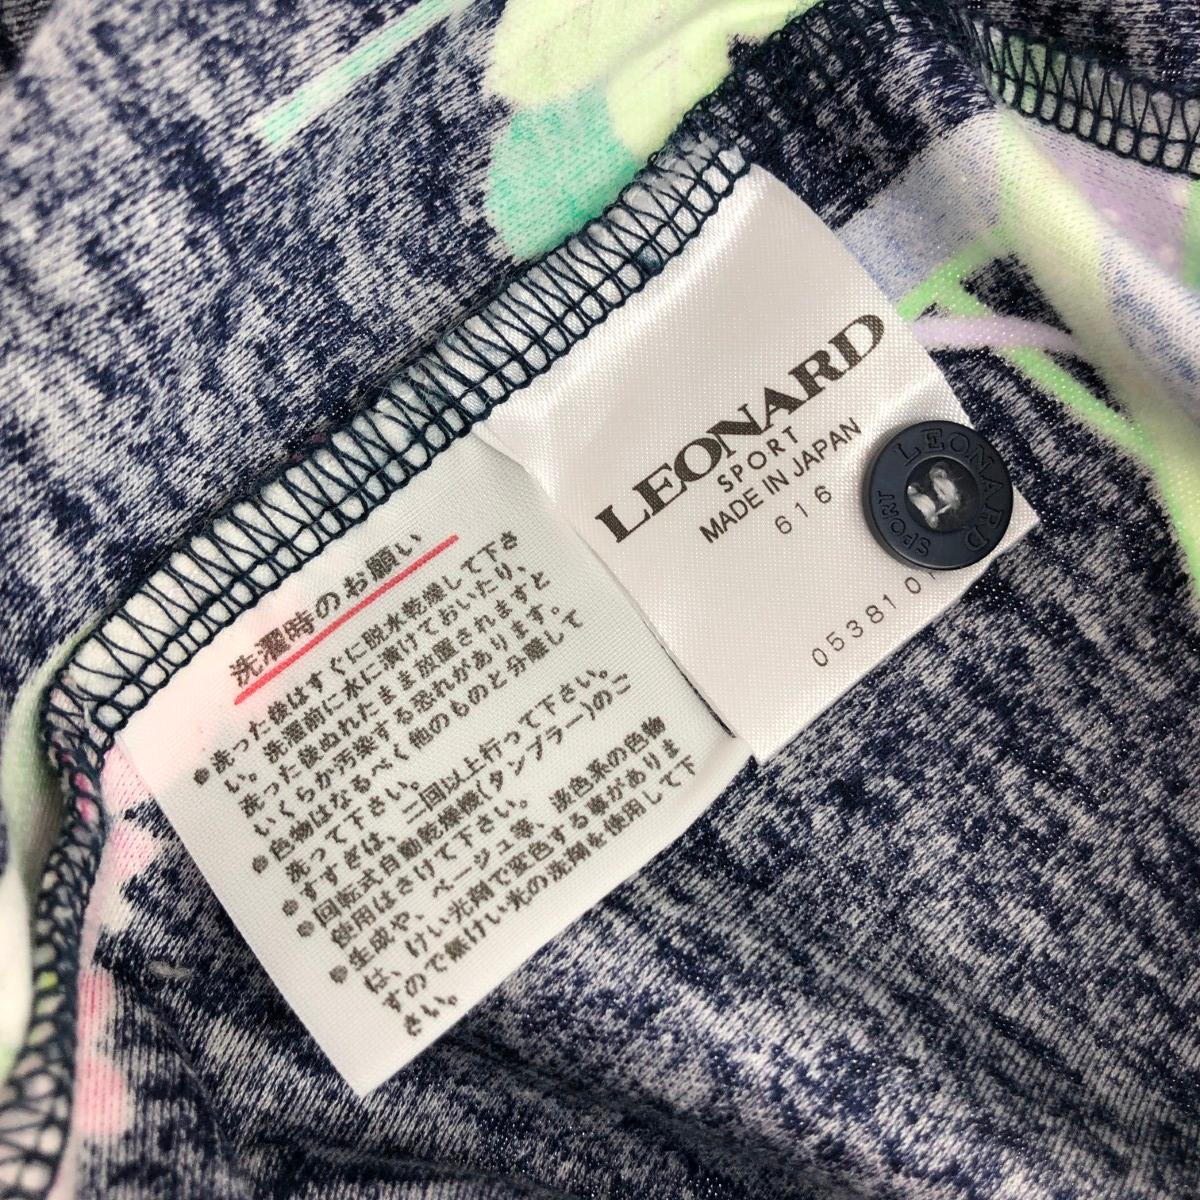 洗濯時のお願い
●洗った後はすぐに脱水乾燥して下さ
い。洗濯前に水に漬けておいたり、
洗った後ぬれたまま放置されますと
いくらか汚染する恐れがあります。
●色物はなるべく他のものと分離して
洗って下さい。
●すすぎは、二回以上行って下さい。
●回転式自動乾燥機(タンブラー)のご
使用はさけて下さい。
●生成や、ベージュ等、淡色系の色物
は、けい光剤で変色する事がありま
すので無けい光の洗剤を使用して下
さい。
LEONARD
SPORT
MADE IN JAPAN
616
05381 01
LEONARD
SPORT